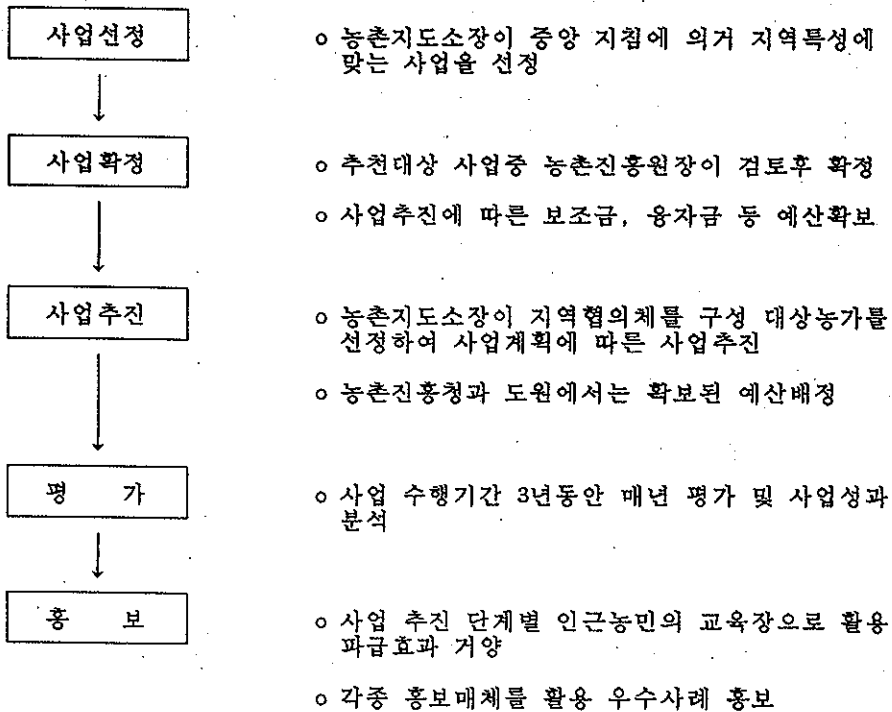 사업선정
o 농촌지도소장이 중앙 지침에 의거 지역특성에
맞는 사업을 선정
사업확정
o 추천대상 사업중 농촌진흥원장이 검토후 확정
o 사업추진에 따른 보조금, 융자금 등 예산확보
사업추진
o 농촌지도소장이 지역협의체를 구성 대상농가를
선정하여 사업계획에 따른 사업추진
o 농촌진흥청과 도원에서는 확보된 예산배정
평 가
o 사업 수행기간 3년동안 매년 평가 및 사업성과
분석
홍 보
o 사업 추진 단계별 인근농민의 교육장으로 활용
파급효과 거양
o 각종 홍보매체를 활용 우수사례 홍보